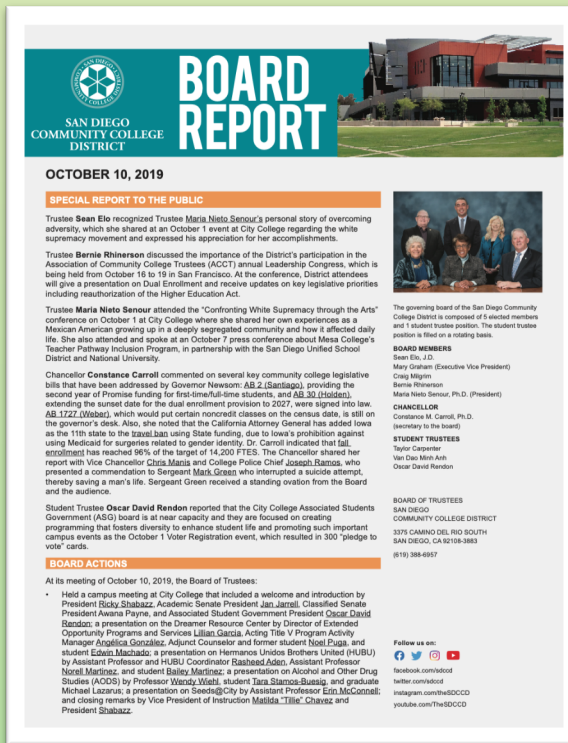 SAN DIEGO
COMMUNITY COLLEGE
DISTRICT
BOARD
REPORT
OCTOBER 10, 2019
SPECIAL REPORT TO THE PUBLIC
Trustee Sean Elo recognized Trustee Maria Nieto Senour's personal story of overcoming
adversity, which she shared at an October 1 event at City College regarding the white
supremacy movement and expressed his appreciation for her accomplishments.
Trustee Bernie Rhinerson discussed the importance of the District's participation in the
Association of Community College Trustees (ACCT) annual Leadership Congress, which is
being held from October 16 to 19 in San Francisco. At the conference, District attendees
will give a presentation on Dual Enrollment and receive updates on key legislative priorities
including reauthorization of the Higher Education Act.
Trustee Maria Nieto Senour attended the "Confronting White Supremacy through the Arts"
conference on October 1 at City College where she shared her own experiences as a
Mexican American growing up in a deeply segregated community and how it affected daily
life. She also attended and spoke at an October 7 press conference about Mesa College's
Teacher Pathway Inclusion Program, in partnership with the San Diego Unified School
District and National University.
Chancellor Constance Carroll commented on several key community college legislative
bills that have been addressed by Governor Newsom: AB 2 (Santiago), providing the
second year of Promise funding for first-time/full-time students, and AB 30 (Holden),
extending the sunset date for the dual enrollment provision to 2027, were signed into law.
AB 1727 (Weber), which would put certain noncredit classes on the census date, is still on
the governor's desk. Also, she noted that the California Attorney General has added Iowa
as the 11th state to the travel ban using State funding, due to Iowa's prohibition against
using Medicaid for surgeries related to gender identity. Dr. Carroll indicated that fall
enrollment has reached 96% of the target of 14,200 FTES. The Chancellor shared her
report with Vice Chancellor Chris Manis and College Police Chief Joseph Ramos, who
presented a commendation to Sergeant Mark Green who interrupted a suicide attempt,
thereby saving a man's life. Sergeant Green received a standing ovation from the Board
and the audience.
Student Trustee Oscar David Rendon reported that the City College Associated Students
Government (ASG) board is at near capacity and they are focused on creating
programming that fosters diversity to enhance student life and promoting such important
campus events as the October 1 Voter Registration event, which resulted in 300 "pledge to
vote" cards.
BOARD ACTIONS
At its meeting of October 10, 2019, the Board of Trustees:
• Held a campus meeting at City College that included a welcome and introduction by
President Ricky Shabazz, Academic Senate President Jan Jarrell, Classified Senate
President Awana Payne, and Associated Student Government President Oscar David
Rendon; a presentation on the Dreamer Resource Center by Director of Extended
Opportunity Programs and Services Lillian Garcia, Acting Title V Program Activity
Manager Angélica González, Adjunct Counselor and former student Noel Puga, and
student Edwin Machado; a presentation on Hermanos Unidos Brothers United (HUBU)
by Assistant Professor and HUBU Coordinator Rasheed Aden, Assistant Professor
Norell Martinez, and student Bailey Martinez; a presentation on Alcohol and Other Drug
Studies (AODS) by Professor Wendy Wiehl, student Tara Stamos-Buesig, and graduate
Michael Lazarus; a presentation on Seeds@City by Assistant Professor Erin McConnell;
and closing remarks by Vice President of Instruction Matilda "Tillie" Chavez and
President Shabazz.
The governing board of the San Diego Community
College District is composed of 5 elected members
and 1 student trustee position. The student trustee
position is filled on a rotating basis.
BOARD MEMBERS
Sean Elo, J.D.
Mary Graham (Executive Vice President)
Craig Milgrim
Bernie Rhinerson
Maria Nieto Senour, Ph.D. (President)
CHANCELLOR
Constance M. Carroll, Ph.D.
(secretary to the board)
STUDENT TRUSTEES
Taylor Carpenter
Van Dao Minh Anh
Oscar David Rendon
BOARD OF TRUSTEES
SAN DIEGO
COMMUNITY COLLEGE DISTRICT
3375 CAMINO DEL RIO SOUTH
SAN DIEGO, CA 92108-3883
(619) 388-6957
Follow us on:
facebook.com/sdccd
twitter.com/sdccd
instagram.com/theSDCCD
youtube.com/TheSDCCD